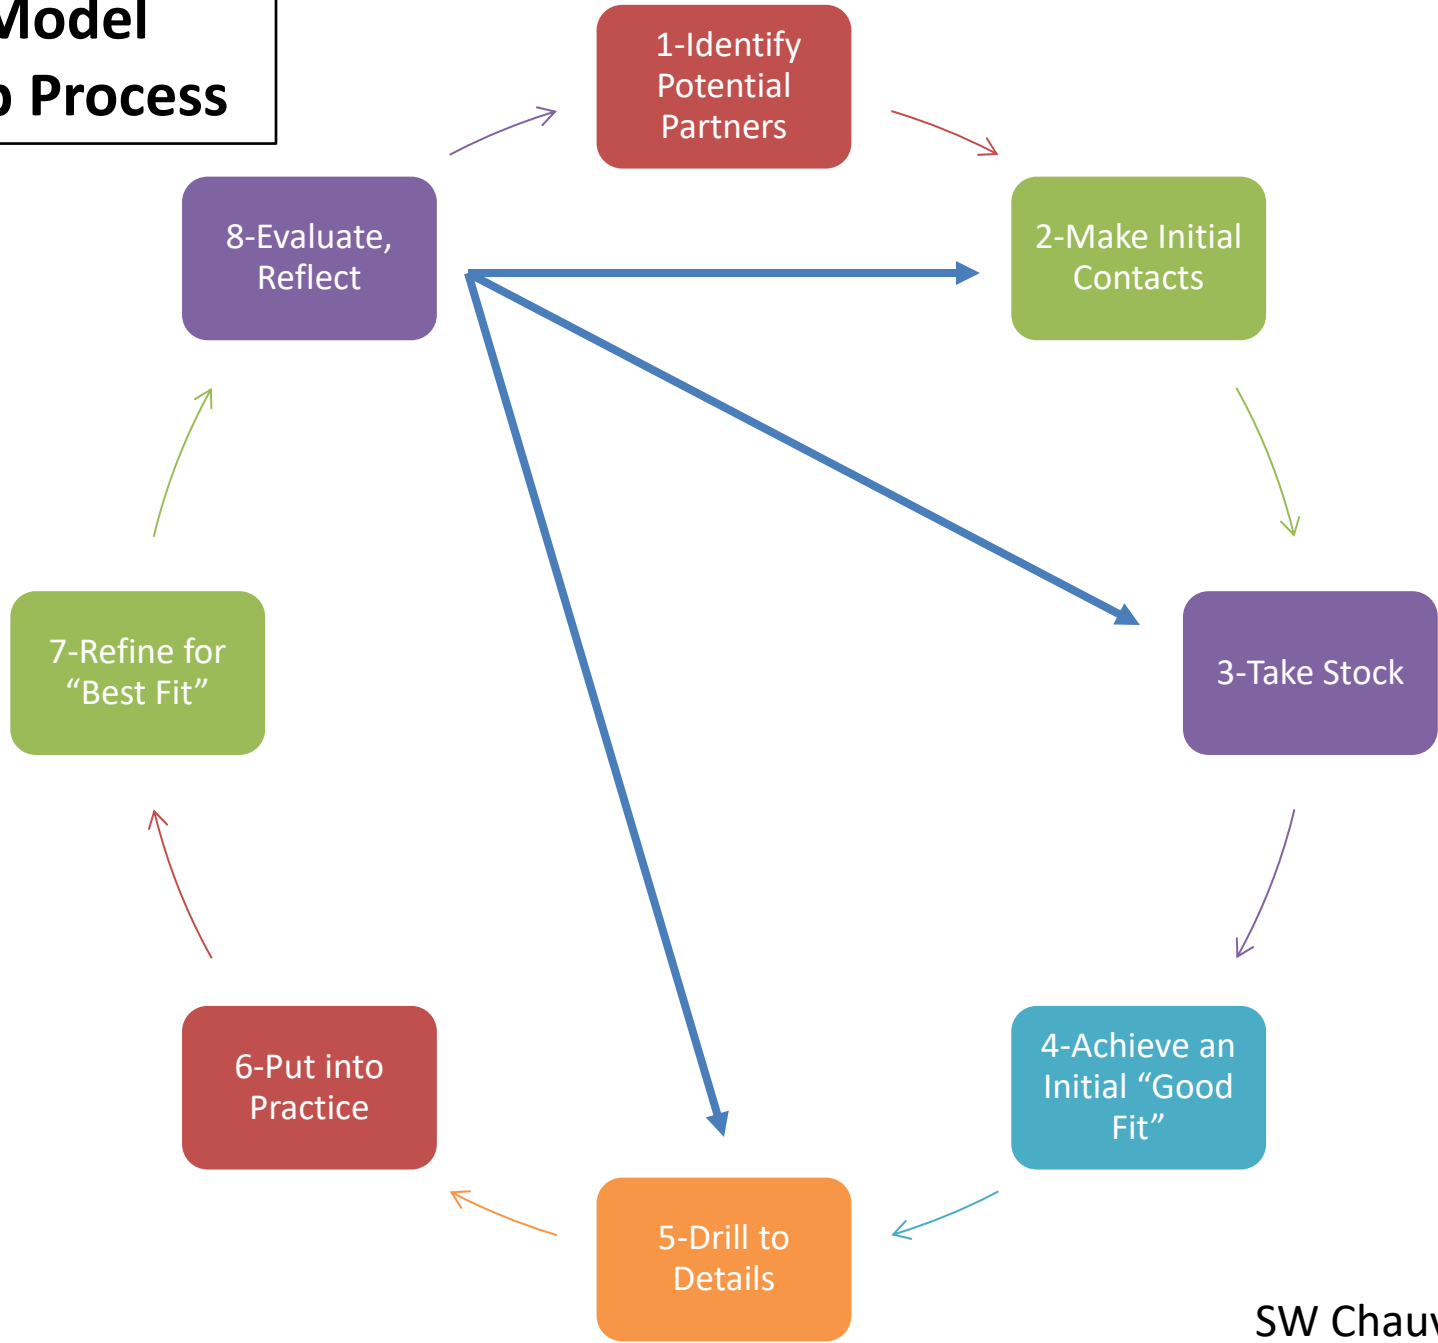 Model
Process
1-Identify
Potential
Partners
2-Make Initial
Contacts
3-Take Stock
4-Achieve an
Initial “Good
Fit”
5-Drill to
Details
6-Put into
Practice
7-Refine for
“Best Fit”
8-Evaluate,
Reflect
SW